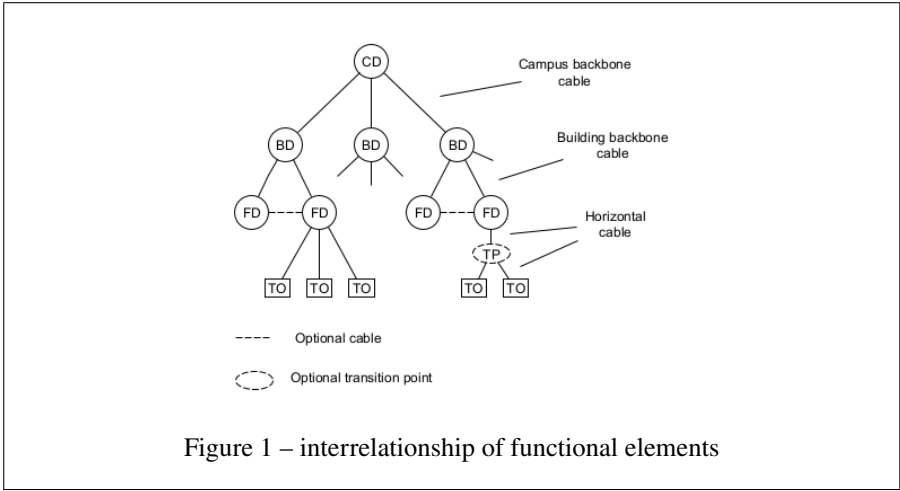 CD
Campus backbone
cable
BD
BD
BD
Building backbone
cable
FD
FD
FD
FD
Horizontal
cable
TP
TO
TO
TO
TO
TO
Optional cable
Optional transition point
Figure 1 – interrelationship of functional elements